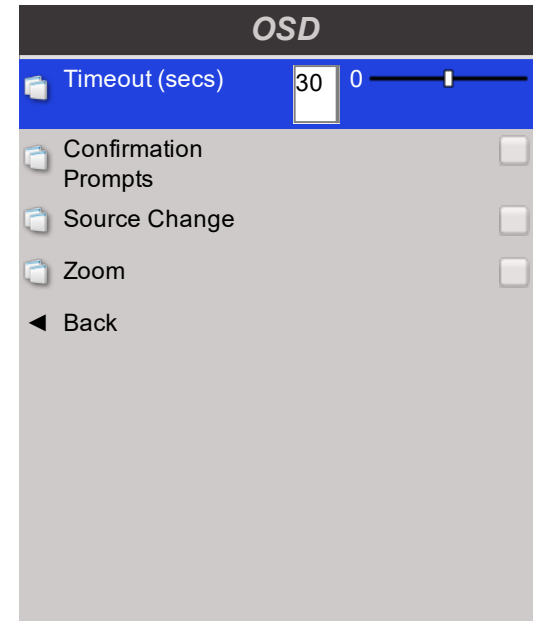 OSD
Timeout (secs) 30 0
Confirmation
Prompts
Source Change
Zoom
◄ Back